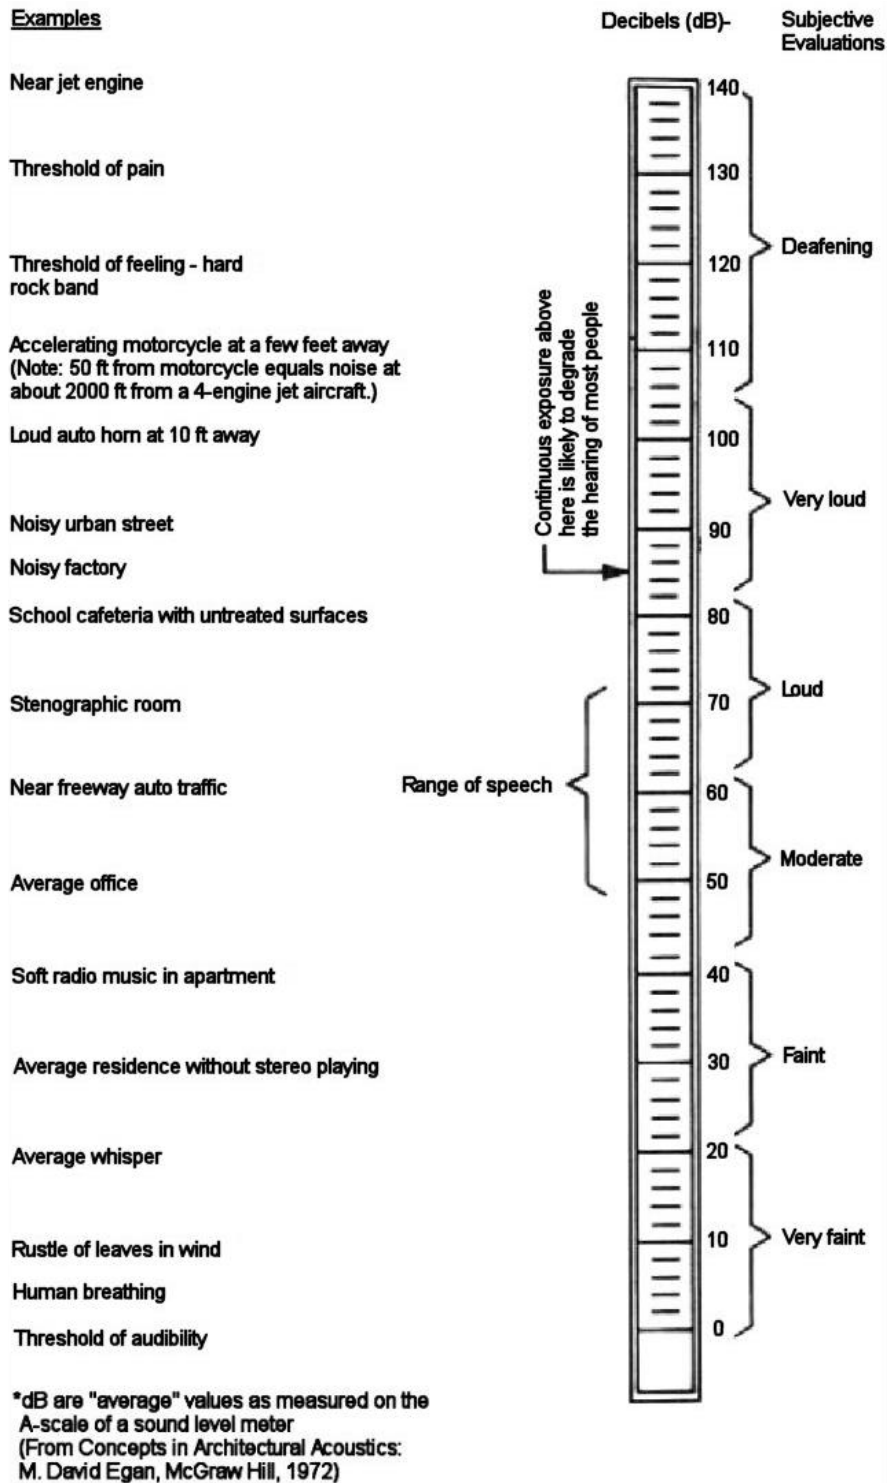 Examples
Decibels (dB)-
Subjective
Evaluations
Near jet engine
140
Threshold of pain
130
Deafening
Threshold of feeling - hard
rock band
120
Accelerating motorcycle at a few feet away
(Note: 50 ft from motorcycle equals noise at
about 2000 ft from a 4-engine jet aircraft.)
110
Continuous exposure above
here is likely to degrade
the hearing of most people
Loud auto horn at 10 ft away
100
Very loud
Noisy urban street
90
Noisy factory
School cafeteria with untreated surfaces
80
Loud
Stenographic room
70
Near freeway auto traffic
Range of speech
60
Moderate
Average office
50
Soft radio music in apartment
40
Faint
Average residence without stereo playing
30
Average whisper
20
Very faint
Rustle of leaves in wind
10
Human breathing
Threshold of audibility
0
*dB are "average" values as measured on the
A-scale of a sound level meter
(From Concepts in Architectural Acoustics:
M. David Egan, McGraw Hill, 1972)